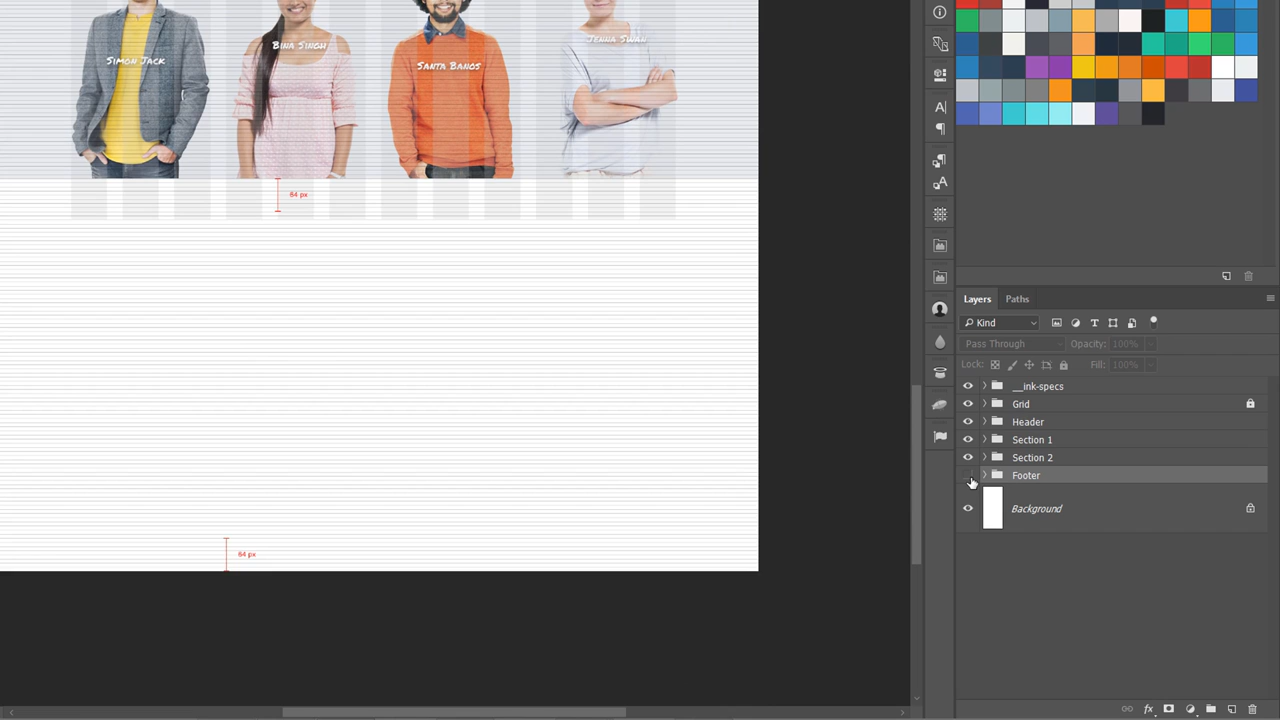 Simon Jack
Bina Singh
Santa Banos
Jenna Swan
64 px
64 px
Layers
Paths
Kind
Pass Through
Opacity: 100%
Lock:
Fill: 100%
__ink-specs
Grid
Header
Section 1
Section 2
Footer
Background